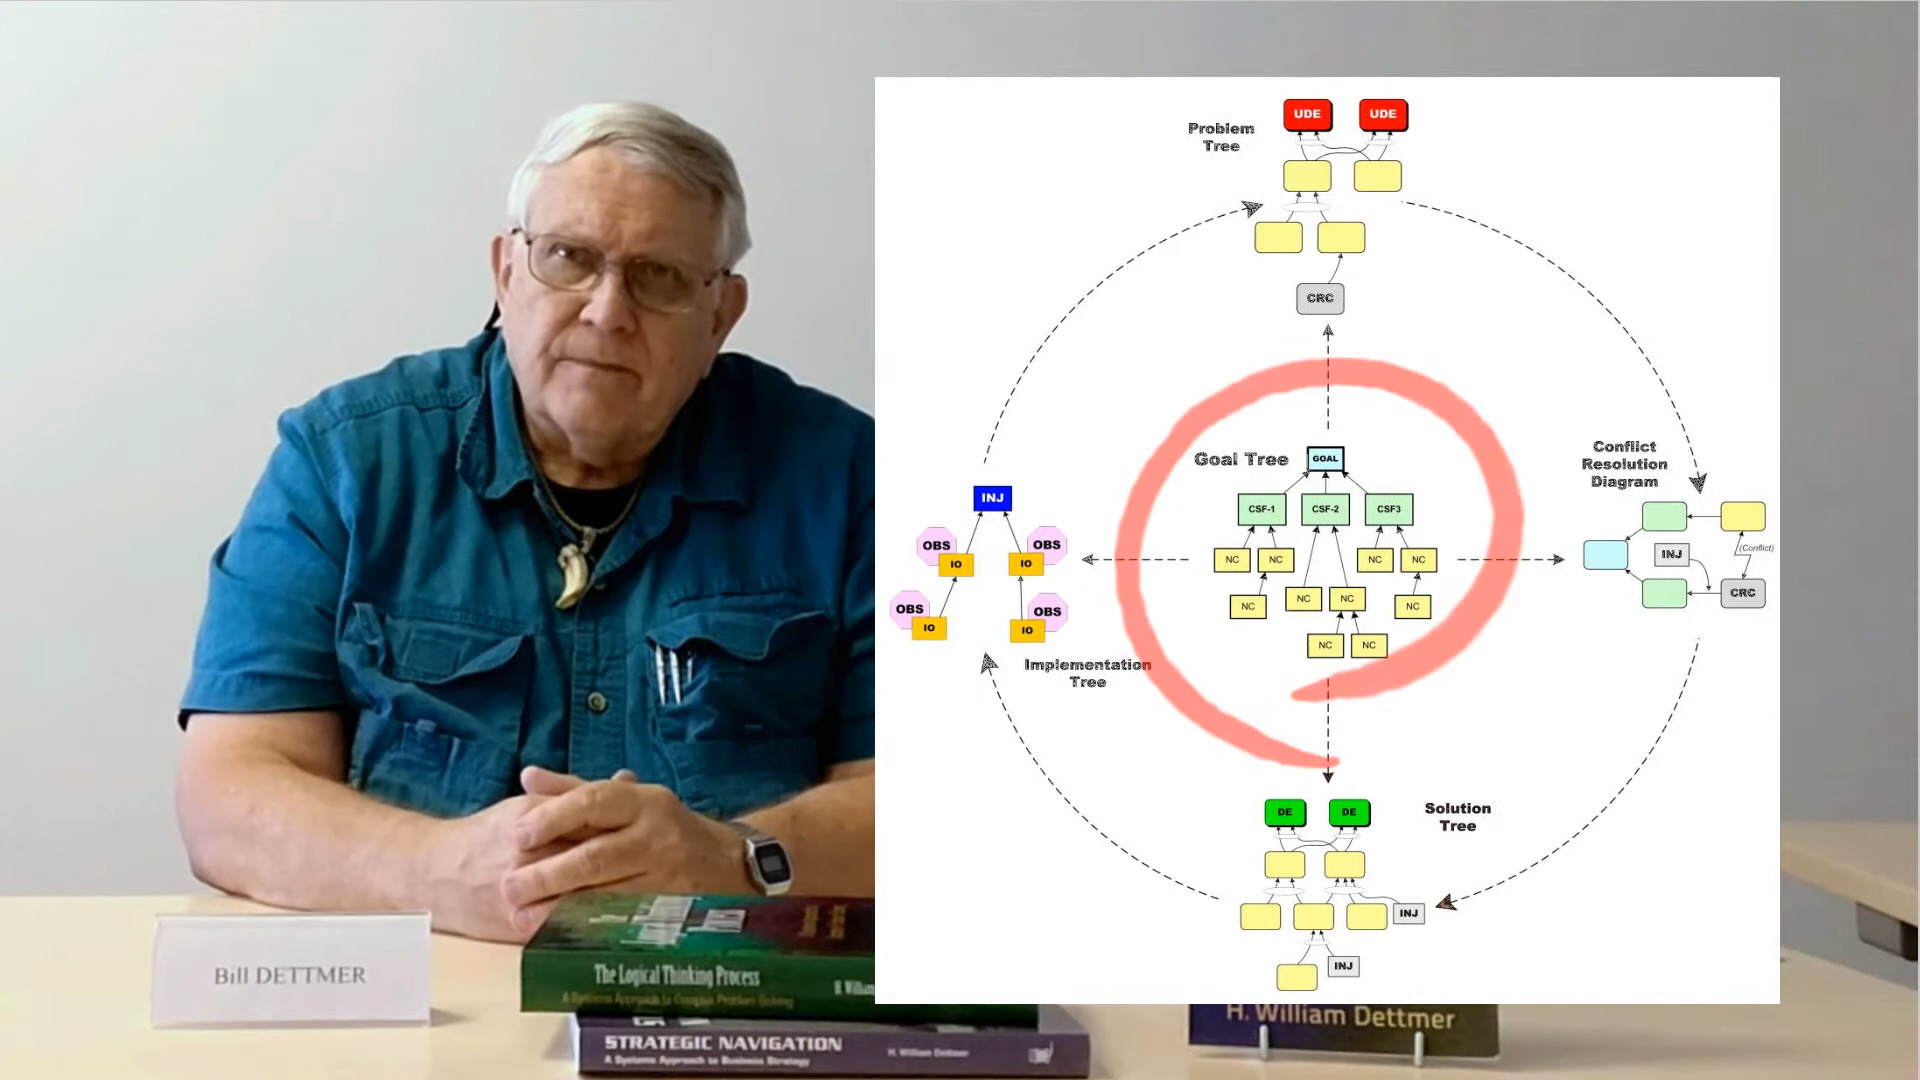 UDE
UDE
Problem
Tree
CRC
Goal Tree
GOAL
CSF-1
CSF-2
CSF3
NC
NC
NC
NC
NC
NC
NC
NC
NC
NC
Conflict
Resolution
Diagram
INJ
(Conflict)
CRC
INJ
OBS
IO
OBS
IO
OBS
IO
OBS
IO
Implementation
Tree
DE
DE
Solution
Tree
INJ
INJ
Bill DETTMER
The Logical Thinking Process
A Systems Approach to Complex Problem Solving
H. William
STRATEGIC NAVIGATION
H. William Dettmer
A Systems Approach to Business Strategy
H. William Dettmer